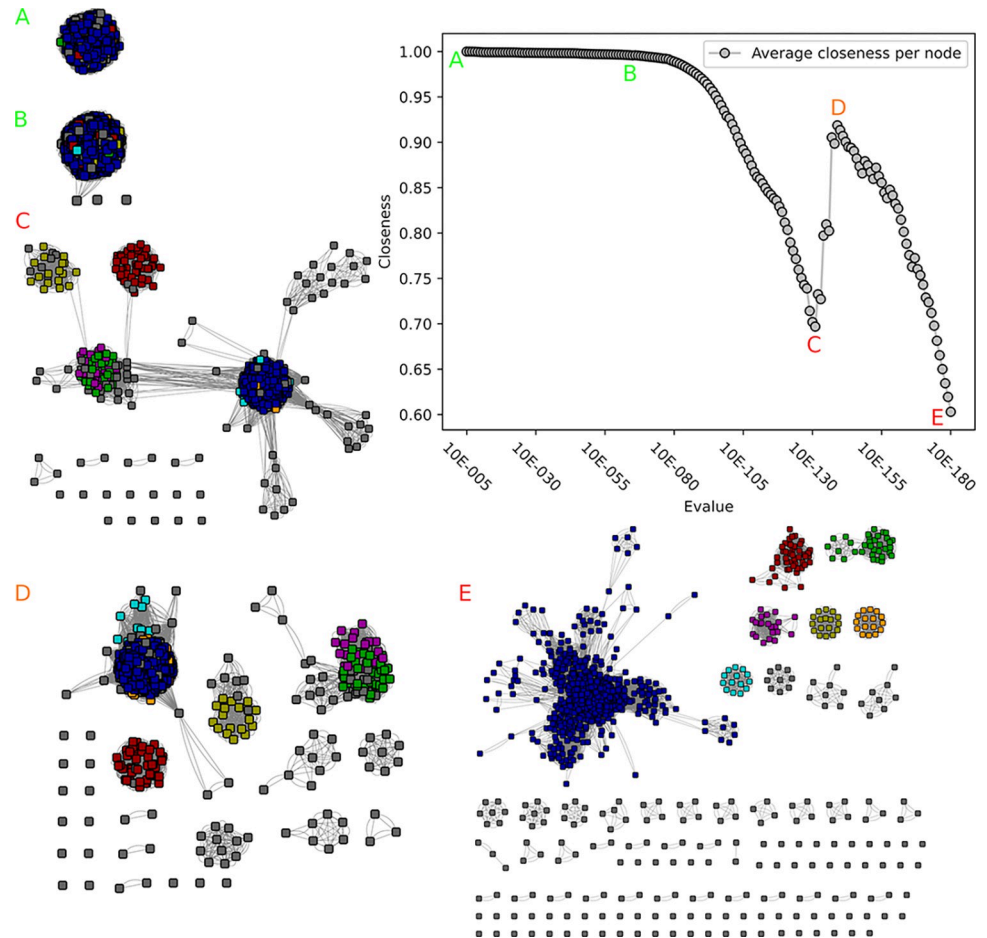 A
B
C
D
E
1.00
0.95
0.90
0.85
0.80
0.75
0.70
0.65
0.60
Closeness
Average closeness per node
A
B
C
D
E
10E-005
10E-030
10E-055
10E-080
10E-105
10E-130
10E-155
10E-180
Evalue